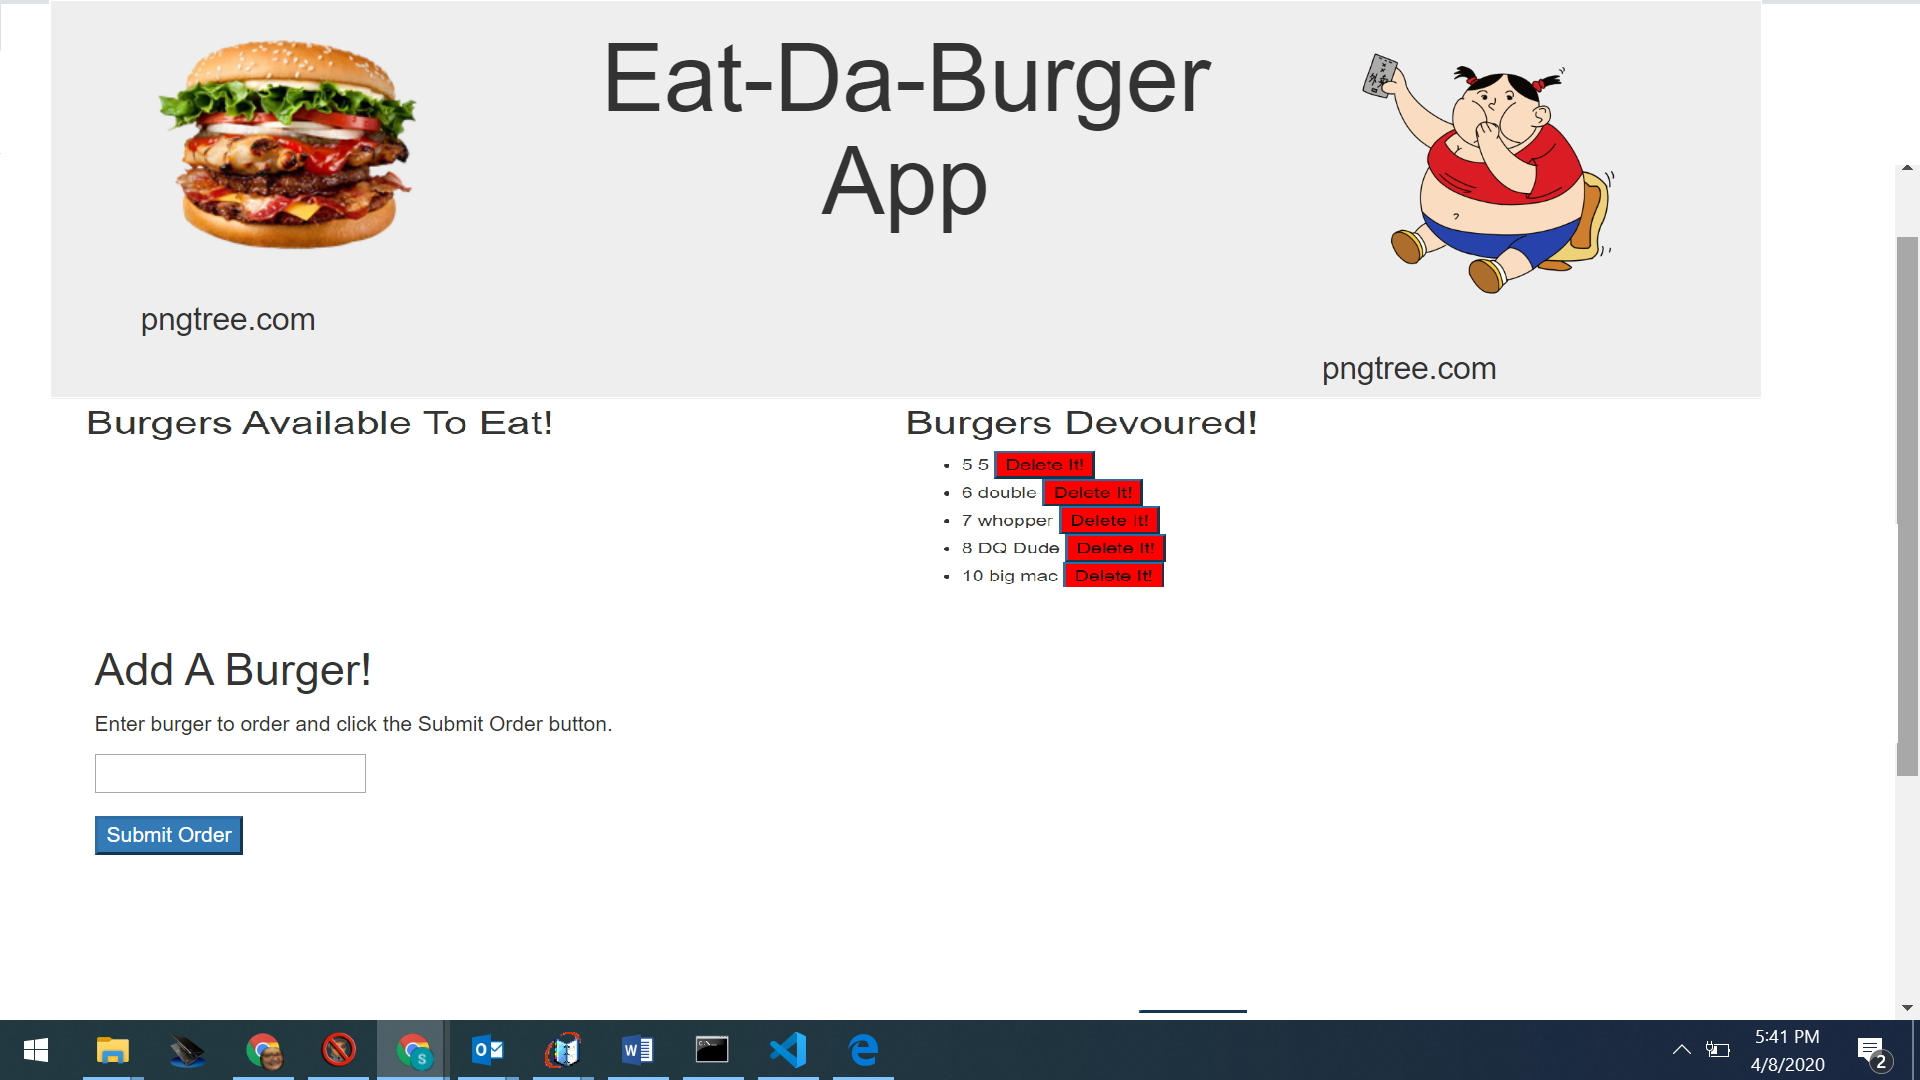 Eat-Da-Burger
App
pngtree.com
pngtree.com
Burgers Available To Eat!
Burgers Devoured!
5 5 Delete It!
6 double Delete It!
7 whopper Delete It!
8 DQ Dude Delete It!
10 big mac Delete It!
Add A Burger!
Enter burger to order and click the Submit Order button.
Submit Order
5:41 PM
4/8/2020
2